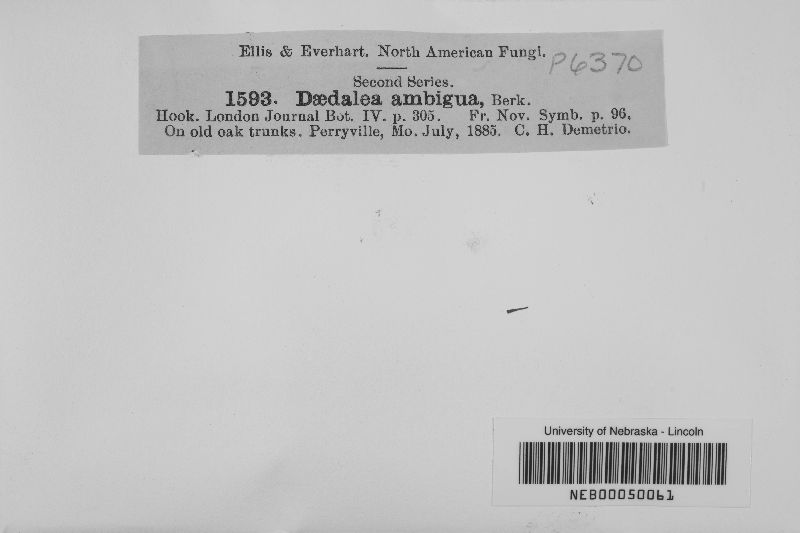 Ellis & Everhart. North American Fungi.
P6370
Second Series.
1593. Dædalea ambigua, Berk.
Hook. London Journal Bot. IV. p. 305. Fr. Nov. Symb. p. 96.
On old oak trunks. Perryville, Mo. July, 1885. C. H. Demetrio.
University of Nebraska - Lincoln
NEB00050061